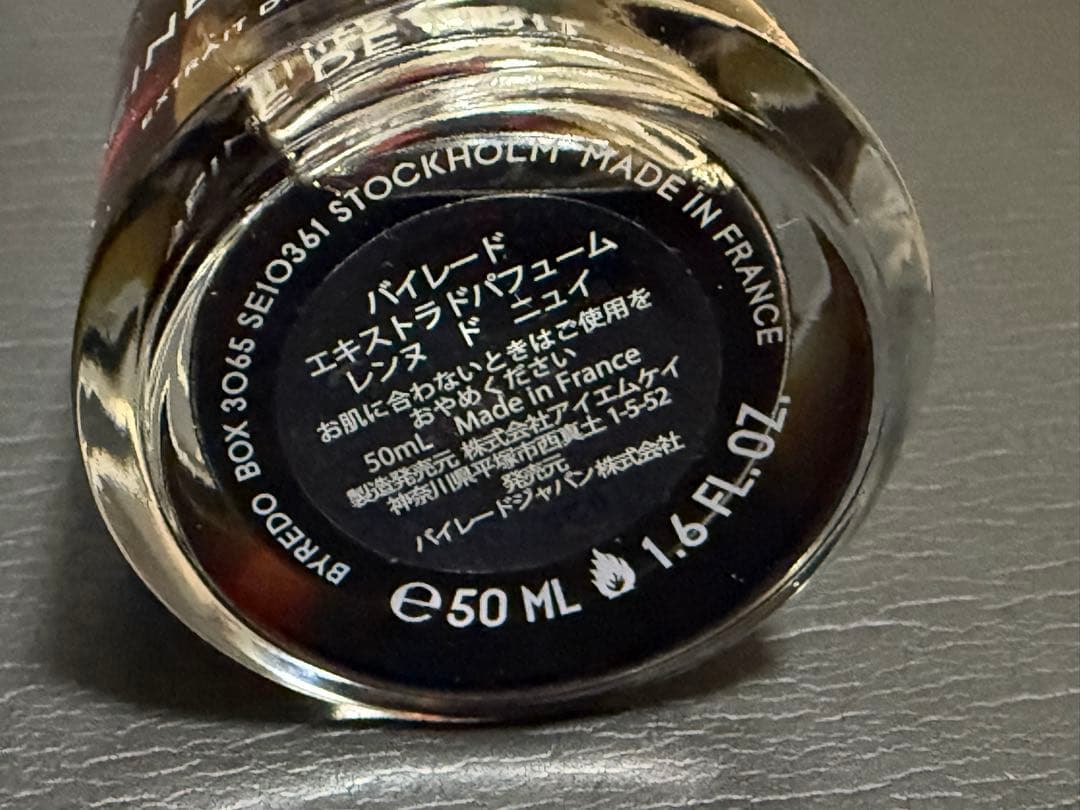 EXTRAIT D
DE NUIT
BYREDO BOX 3065 SE10361 STOCKHOLM MADE IN FRANCE
バイレード
エキストラドパフューム
レンヌ ド ニュイ
お肌に合わないときはご使用を
おやめください
50mL Made in France
製造発売元 株式会社アイエムケイ
神奈川県平塚市西真土 1-5-52
発売元
バイレードジャパン株式会社
℮50 ML 1.6 FL.OZ.